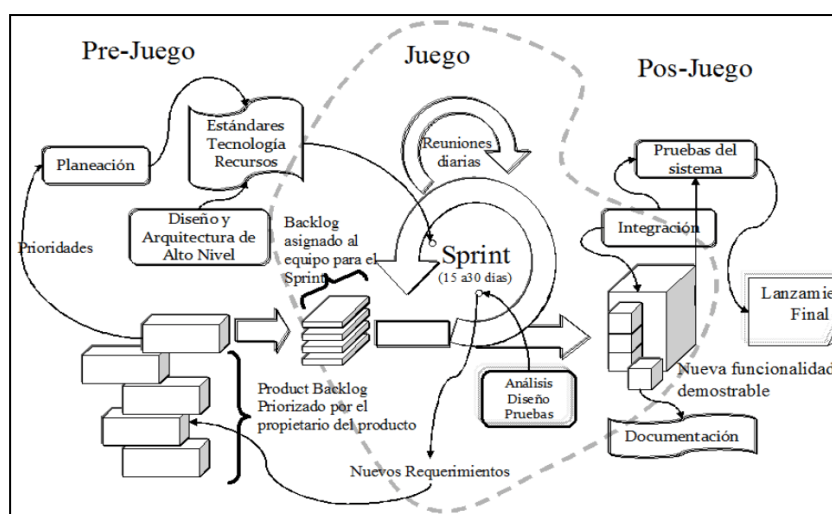 Pre-Juego
Juego
Pos-Juego
Planeación
Estándares
Tecnología
Recursos
Diseño y
Arquitectura de
Alto Nivel
Prioridades
Reuniones
diarias
Backlog
asignado al
equipo para el
Sprint
Sprint
(15 a30 días)
Análisis
Diseño
Pruebas
Product Backlog
Priorizado por el
propietario del producto
Nuevos Requerimientos
Pruebas del
sistema
Integración
Lanzamie
Final
Nueva funcionalidad
demostrable
Documentación